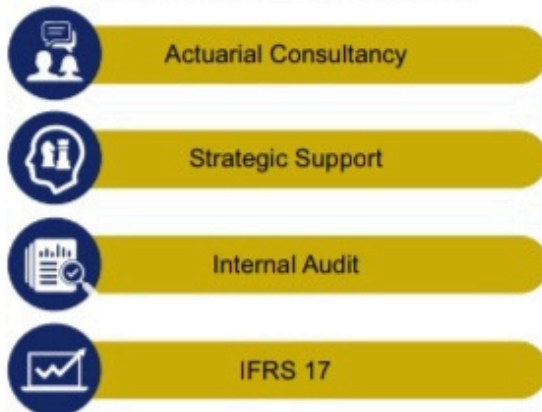 Actuarial Consultancy
Strategic Support
Internal Audit
IFRS 17